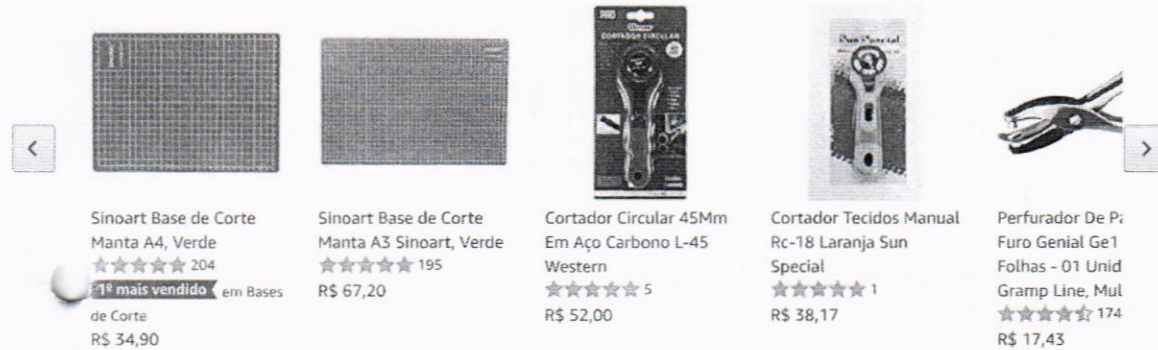 PRO
CORTADOR CIRCULAR
Sun Special
Sinoart Base de Corte
Manta A4, Verde
204
1º mais vendido em Bases
de Corte
R$ 34,90
Sinoart Base de Corte
Manta A3 Sinoart, Verde
195
R$ 67,20
Cortador Circular 45Mm
Em Aço Carbono L-45
Western
5
R$ 52,00
Cortador Tecidos Manual
Rc-18 Laranja Sun
Special
1
R$ 38,17
Perfurador De Pa
Furo Genial Ge1
Folhas - 01 Unid
Gramp Line, Mul
174
R$ 17,43